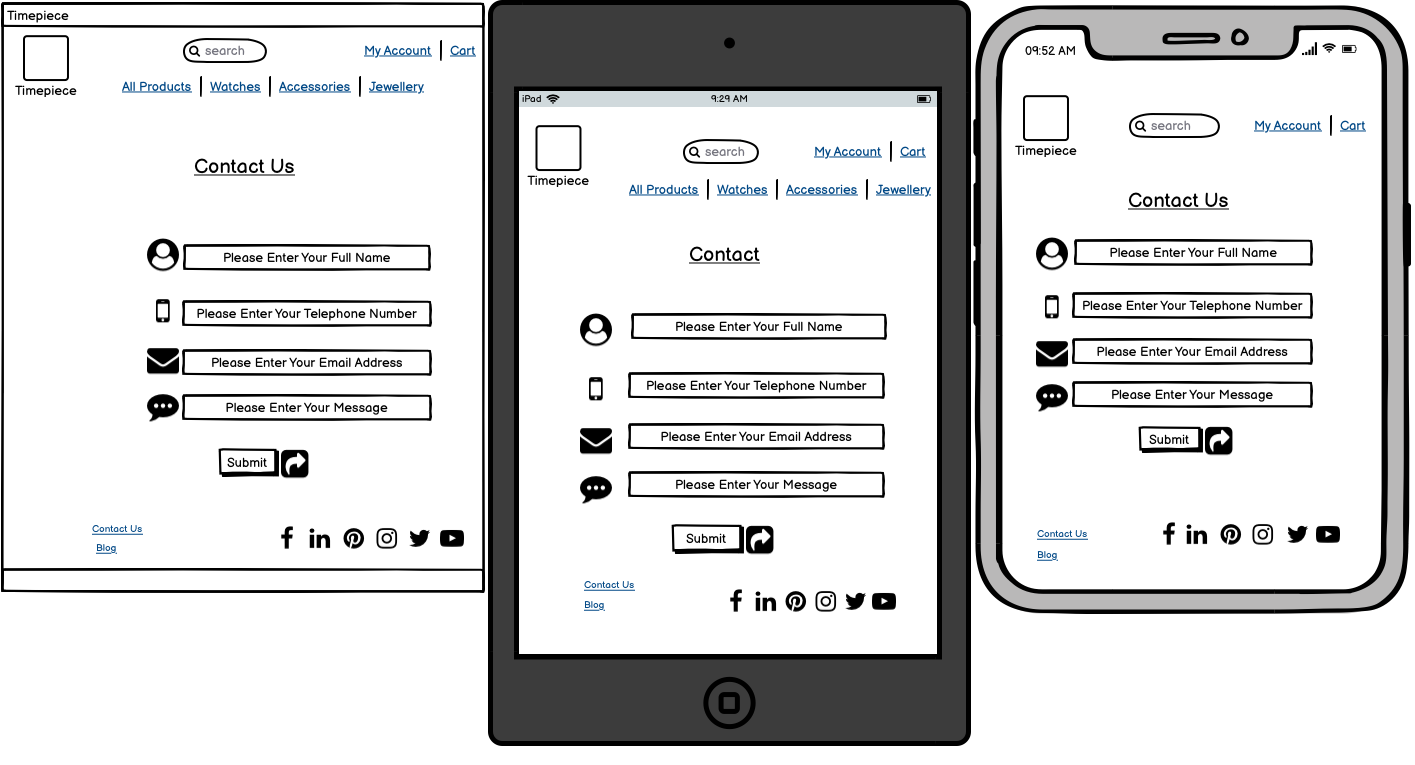 Timepiece
search
My Account
Cart
Timepiece
All Products
Watches
Accessories
Jewellery
Contact Us
Please Enter Your Full Name
Please Enter Your Telephone Number
Please Enter Your Email Address
Please Enter Your Message
Submit
Contact Us
Blog
iPad
9:29 AM
search
My Account
Cart
Timepiece
All Products
Watches
Accessories
Jewellery
Contact
Please Enter Your Full Name
Please Enter Your Telephone Number
Please Enter Your Email Address
Please Enter Your Message
Submit
Contact Us
Blog
09:52 AM
search
My Account
Cart
Timepiece
Contact Us
Please Enter Your Full Name
Please Enter Your Telephone Number
Please Enter Your Email Address
Please Enter Your Message
Submit
Contact Us
Blog